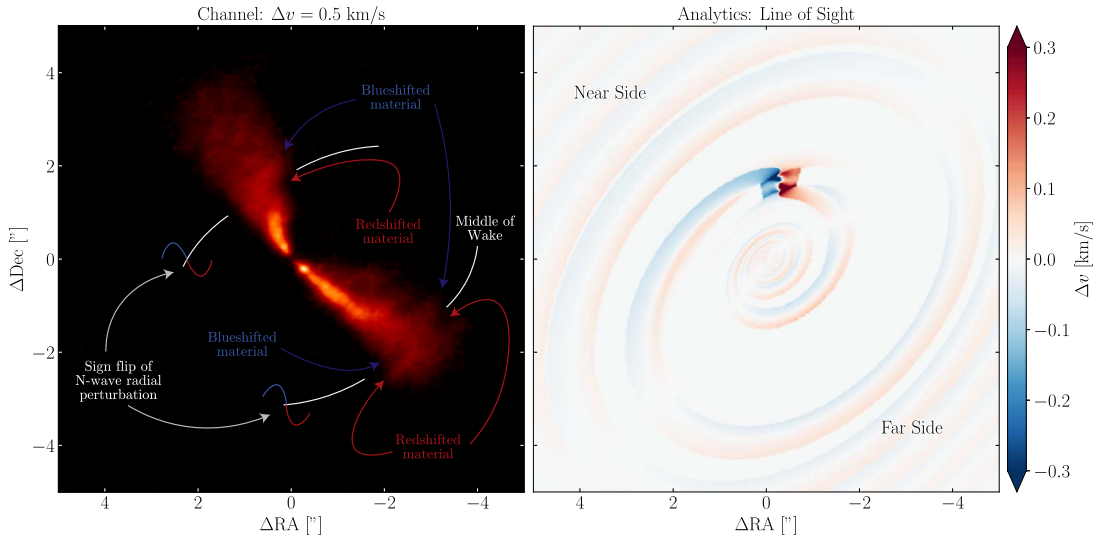 Channel: Δv = 0.5 km/s
Analytics: Line of Sight
Blueshifted
material
Redshifted
material
Middle of
Wake
Blueshifted
material
Sign flip of
N-wave radial
perturbation
Redshifted
material
ΔDec ["]
4
2
0
−2
−4
4
2
0
−2
−4
ΔRA ["]
Near Side
Far Side
4
2
0
−2
−4
ΔRA ["]
0.3
0.2
0.1
0.0
−0.1
−0.2
−0.3
Δv [km/s]